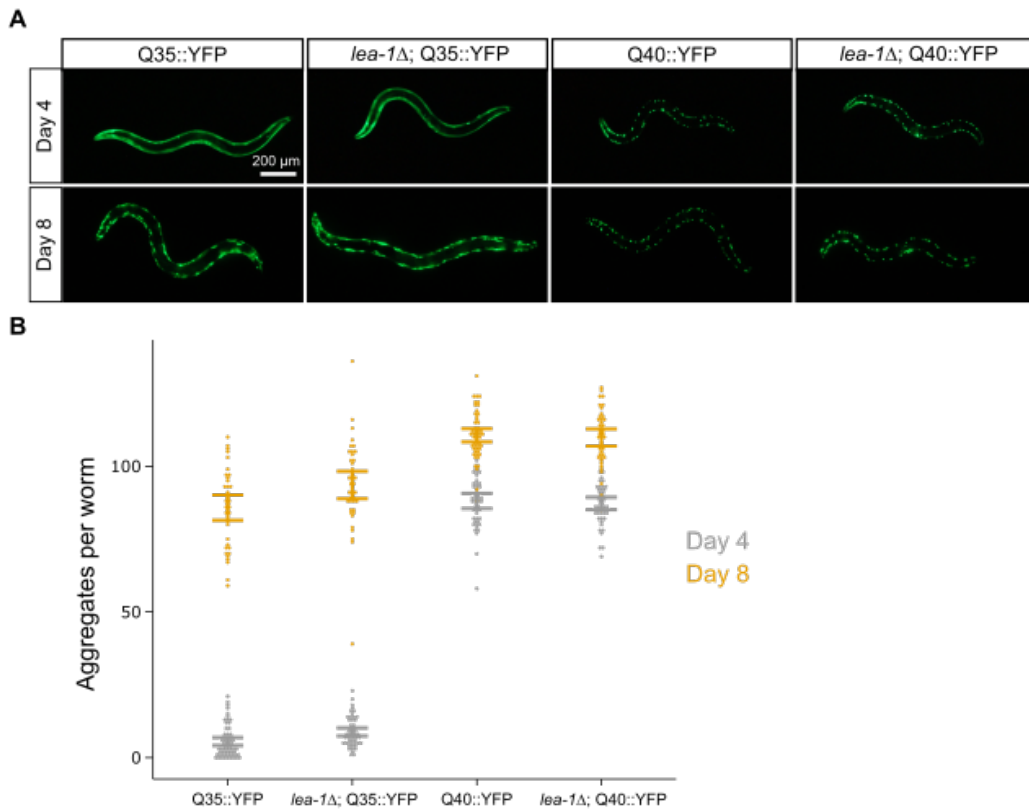 A
Q35::YFP
lea-1Δ; Q35::YFP
Q40::YFP
lea-1Δ; Q40::YFP
Day 4
200 μm
Day 8
B
Aggregates per worm
100
50
0
Day 4
Day 8
Q35::YFP
lea-1Δ; Q35::YFP
Q40::YFP
lea-1Δ; Q40::YFP